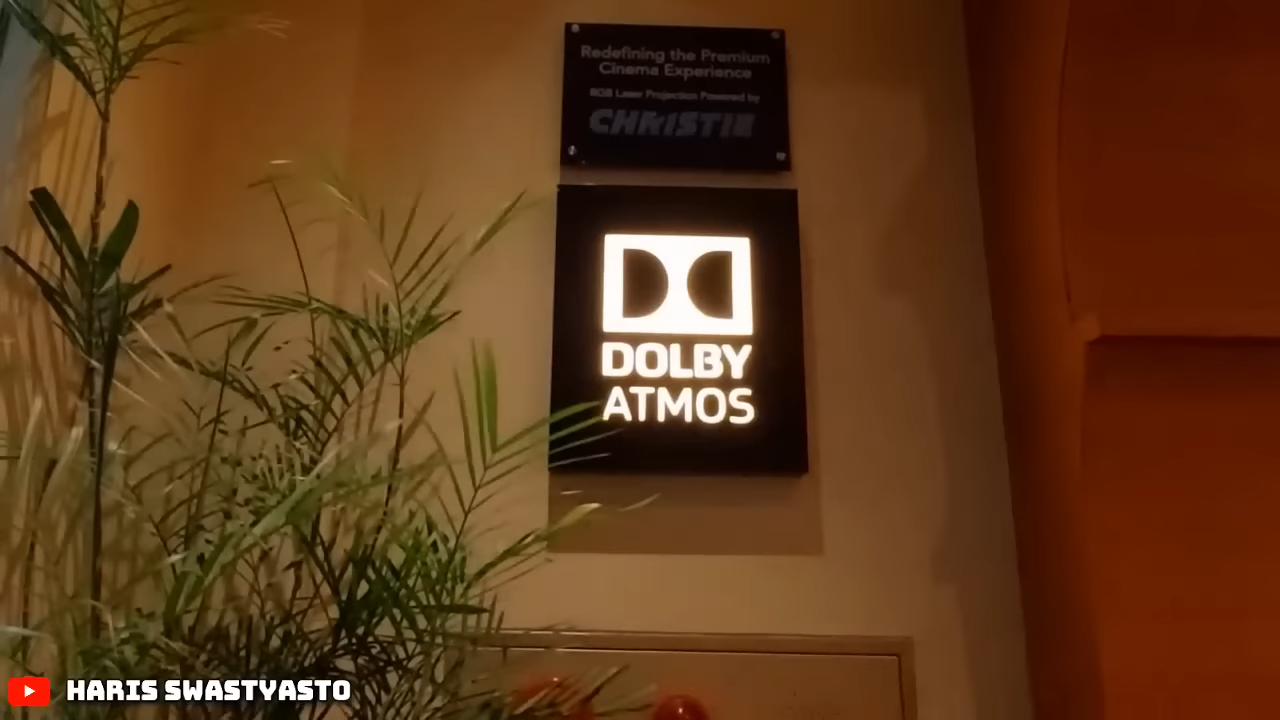 Redefining the Premium
Cinema Experience
RGB Laser Projection Powered by
CHRISTIE
DOLBY
ATMOS
HARIS SWASTYASTO